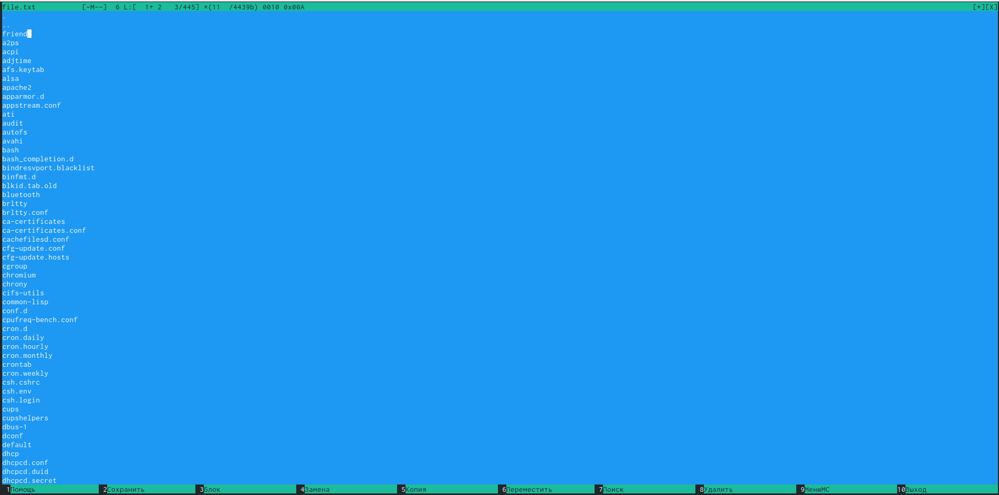 file.txt [-M--] 6 L:[ 1+ 2 3/445] *(11 /4439b) 0010 0x00A [*][X]
.
..
friend
a2ps
acpi
adjtime
afs.keytab
alsa
apache2
apparmor.d
appstream.conf
ati
audit
autofs
avahi
bash
bash_completion.d
bindresvport.blacklist
binfmt.d
blkid.tab.old
bluetooth
brltty
brltty.conf
ca-certificates
ca-certificates.conf
cachefilesd.conf
cfg-update.conf
cfg-update.hosts
cgroup
chromium
chrony
cifs-utils
common-lisp
conf.d
cpufreq-bench.conf
cron.d
cron.daily
cron.hourly
cron.monthly
crontab
cron.weekly
csh.cshrc
csh.env
csh.login
cups
cupshelpers
dbus-1
dconf
default
dhcp
dhcpcd.conf
dhcpcd.duid
dhcpcd.secret
1Помощь 2Сохранить 3Блок 4Замена 5Копия 6Переместить 7Поиск 8Удалить 9МенюMC 10Выход